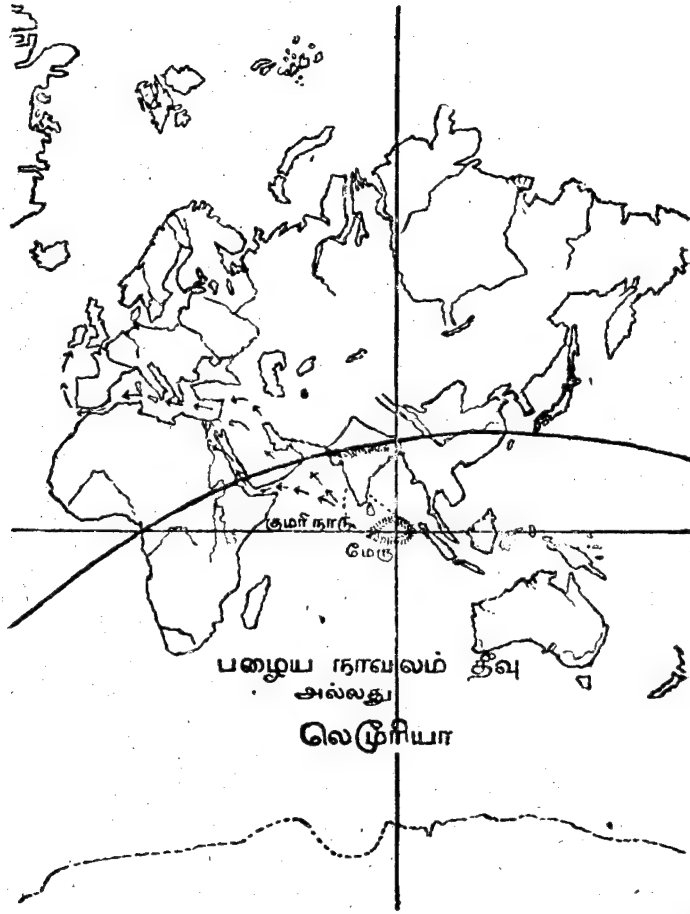 குமரிநாடு
மேரு
பழைய நாவலம் தீவு
அல்லது
லெமூரியா